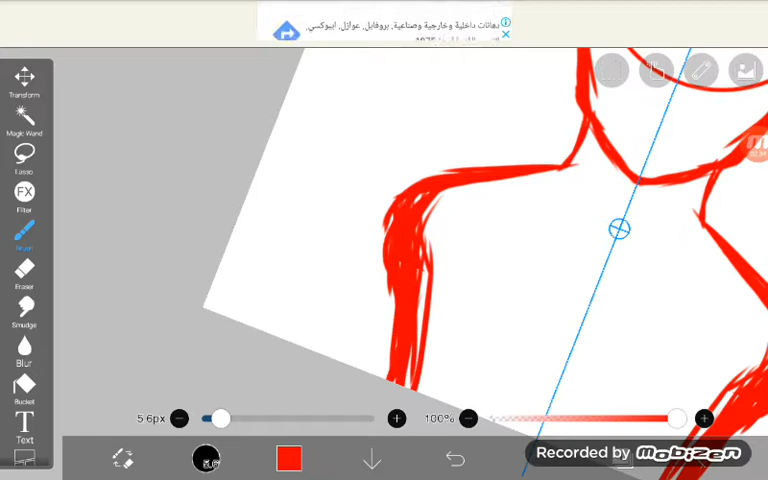 دهانات داخلية وخارجية وصناعية, بروفايل, عوازل, ايبوكسي,
Transform
Magic Wand
Lasso
FX
Filter
Brush
Eraser
Smudge
Blur
Bucket
T
Text
5.6px
100%
Recorded by Mobizen